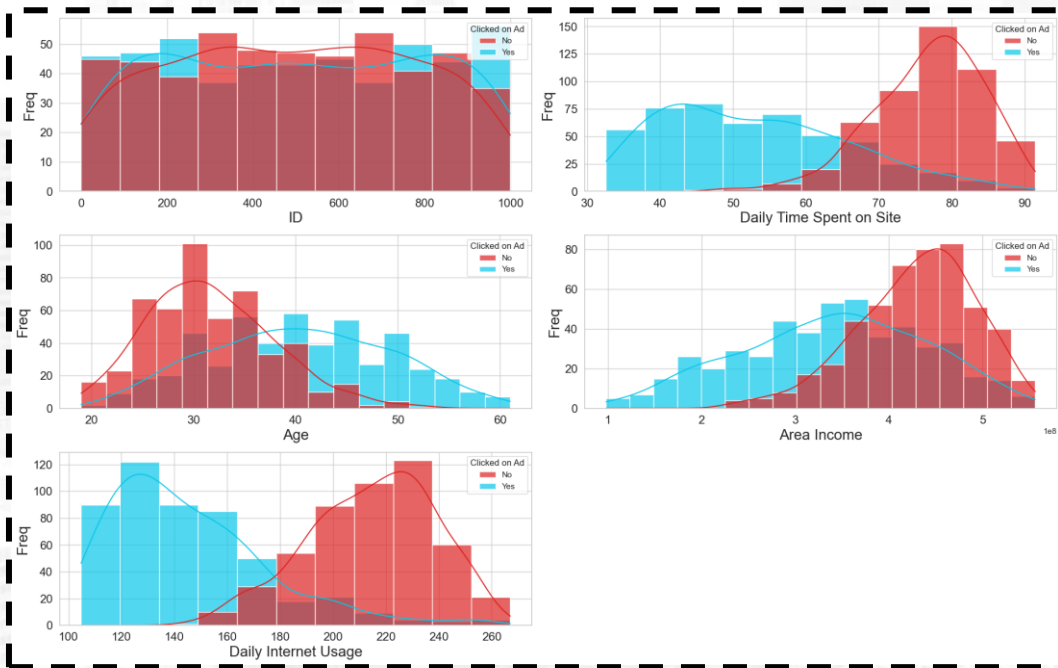 Clicked on Ad
No
Yes
Freq
50
40
30
20
10
0
0 200 400 600 800 1000
ID
Clicked on Ad
No
Yes
Freq
150
125
100
75
50
25
0
30 40 50 60 70 80 90
Daily Time Spent on Site
Clicked on Ad
No
Yes
Freq
100
80
60
40
20
0
20 30 40 50 60
Age
Clicked on Ad
No
Yes
Freq
80
60
40
20
0
1 2 3 4 5
Area Income
1e8
Clicked on Ad
No
Yes
Freq
120
100
80
60
40
20
0
100 120 140 160 180 200 220 240 260
Daily Internet Usage